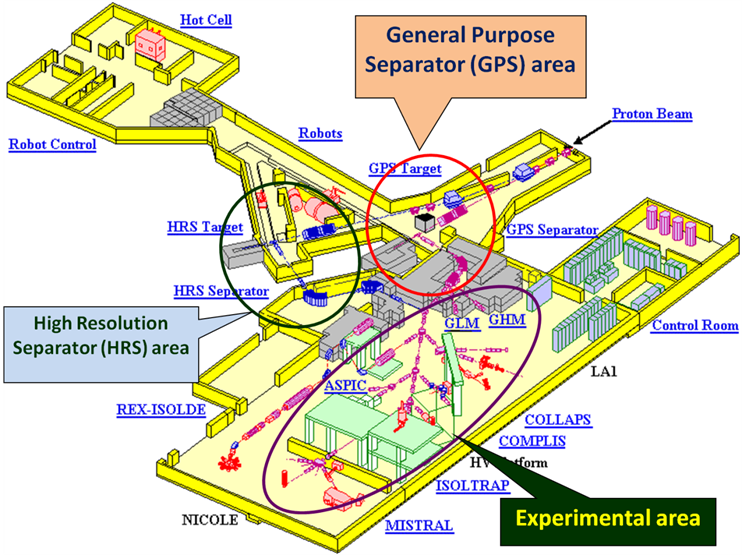 Hot Cell
General Purpose
Separator (GPS) area
Proton Beam
Robots
Robot Control
GPS Target
HRS Target
GPS Separator
HRS Separator
High Resolution
Separator (HRS) area
GLM
GHM
Control Room
LA1
ASPIC
REX-ISOLDE
COLLAPS
COMPLIS
HV Platform
ISOLTRAP
Experimental area
NICOLE
MISTRAL